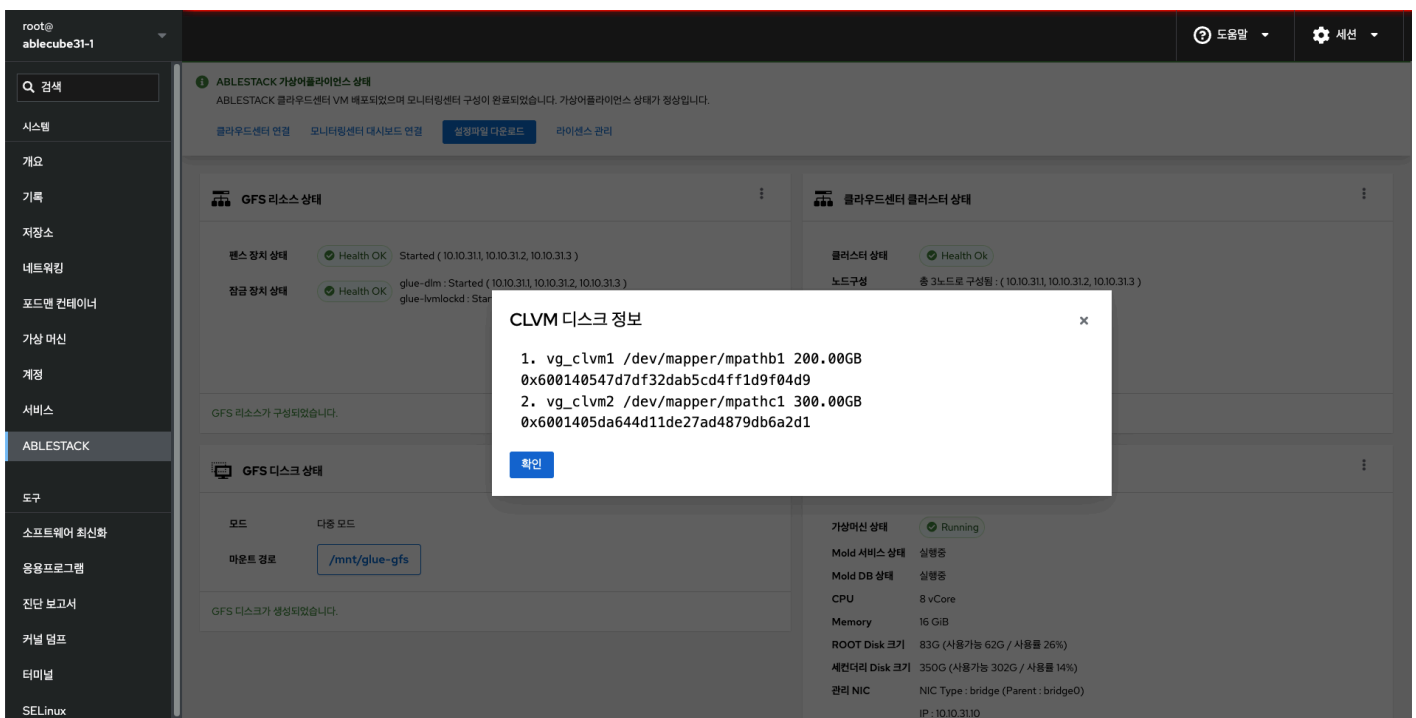 root@
ablecube31-1
도움말
세션
검색
시스템
개요
기록
저장소
네트워킹
포드맨 컨테이너
가상 머신
계정
서비스
ABLESTACK
도구
소프트웨어 최신화
응용프로그램
진단 보고서
커널 덤프
터미널
SELinux
ABLESTACK 가상어플라이언스 상태
ABLESTACK 클라우드센터 VM 배포되었으며 모니터링센터 구성이 완료되었습니다. 가상어플라이언스 상태가 정상입니다.
클라우드센터 연결 모니터링센터 대시보드 연결 설정파일 다운로드 라이센스 관리
GFS 리소스 상태
펜스 장치 상태 Health OK Started ( 10.10.31.1, 10.10.31.2, 10.10.31.3 )
잠금 장치 상태 Health OK glue-dlm : Started ( 10.10.31.1, 10.10.31.2, 10.10.31.3 )
glue-lvmlockd : Star
GFS 리소스가 구성되었습니다.
클라우드센터 클러스터 상태
클러스터 상태 Health Ok
노드구성 총 3노드로 구성됨 : ( 10.10.31.1, 10.10.31.2, 10.10.31.3 )
CLVM 디스크 정보
×
1. vg_clvm1 /dev/mapper/mpathb1 200.00GB
0x600140547d7df32dab5cd4ff1d9f04d9
2. vg_clvm2 /dev/mapper/mpathc1 300.00GB
0x6001405da644d11de27ad4879db6a2d1
확인
GFS 디스크 상태
모드 다중 모드
마운트 경로 /mnt/glue-gfs
GFS 디스크가 생성되었습니다.
가상머신 상태 Running
Mold 서비스 상태 실행중
Mold DB 상태 실행중
CPU 8 vCore
Memory 16 GiB
ROOT Disk 크기 83G (사용가능 62G / 사용률 26%)
세컨더리 Disk 크기 350G (사용가능 302G / 사용률 14%)
관리 NIC NIC Type : bridge (Parent : bridge0)
IP : 10.10.31.10